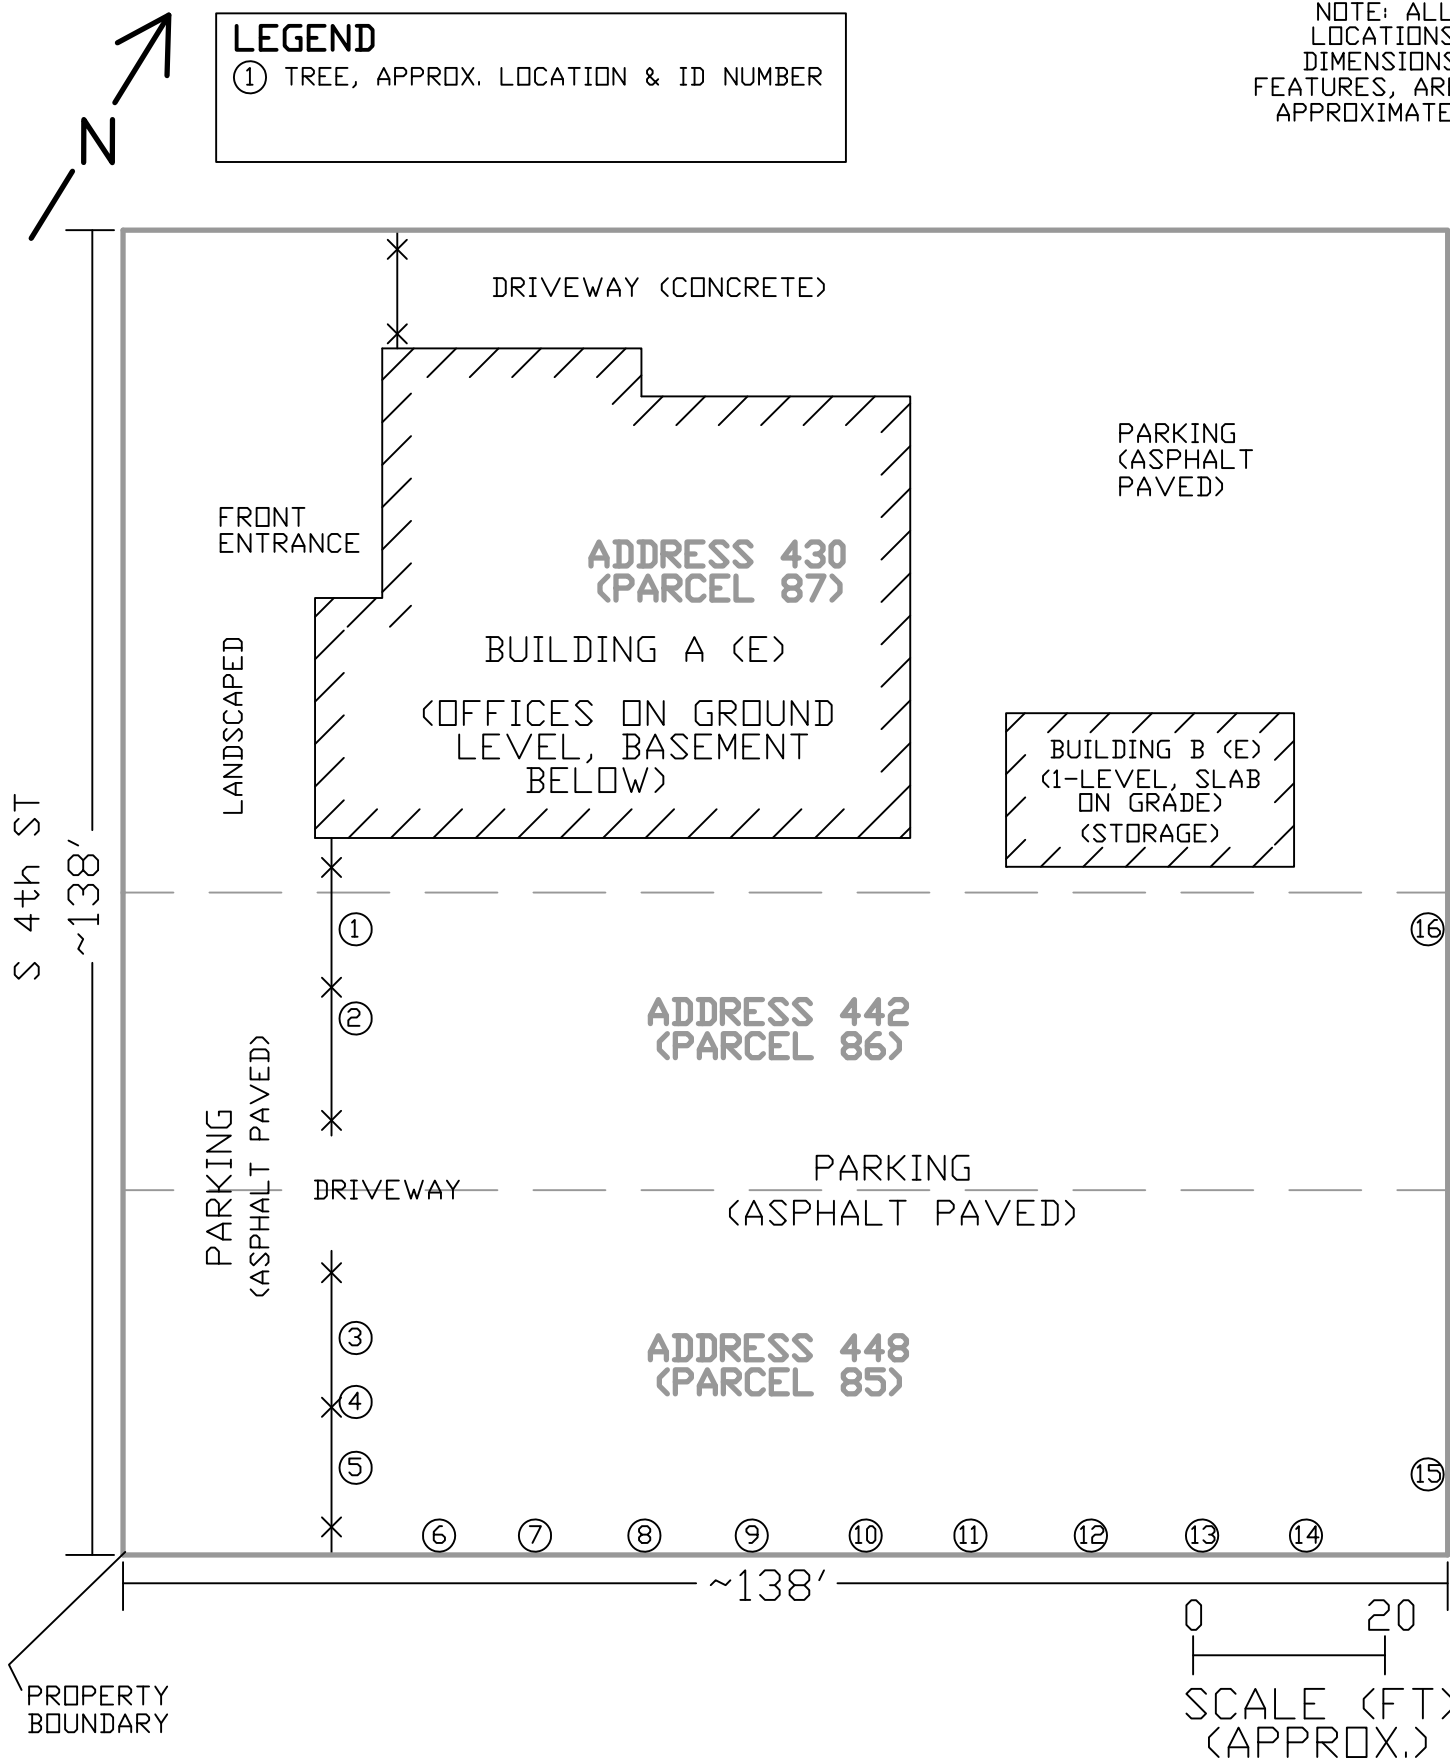 LEGEND
① TREE, APPROX. LOCATION & ID NUMBER
NOTE: ALL
LOCATIONS
DIMENSIONS
FEATURES, ARE
APPROXIMATE
N
DRIVEWAY (CONCRETE)
PARKING
(ASPHALT
PAVED)
FRONT
ENTRANCE
ADDRESS 430
(PARCEL 87)
BUILDING A (E)
(OFFICES ON GROUND
LEVEL, BASEMENT
BELOW)
LANDSCAPED
BUILDING B (E)
(1-LEVEL, SLAB
ON GRADE)
(STORAGE)
S 4th ST
~138'
1
16
2
ADDRESS 442
(PARCEL 86)
PARKING
(ASPHALT PAVED)
DRIVEWAY
PARKING
(ASPHALT PAVED)
3
ADDRESS 448
(PARCEL 85)
4
5
15
6
7
8
9
10
11
12
13
14
~138'
0 20
SCALE (FT)
(APPROX.)
PROPERTY
BOUNDARY